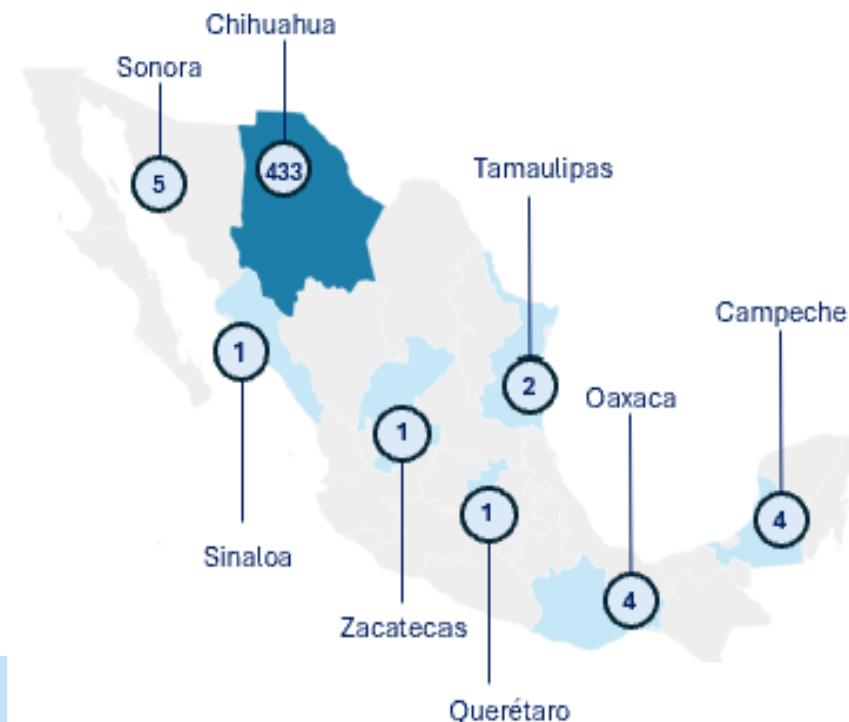 Chihuahua
Sonora
433
5
Tamaulipas
Campeche
1
2
Oaxaca
1
1
4
Sinaloa
4
Zacatecas
Querétaro